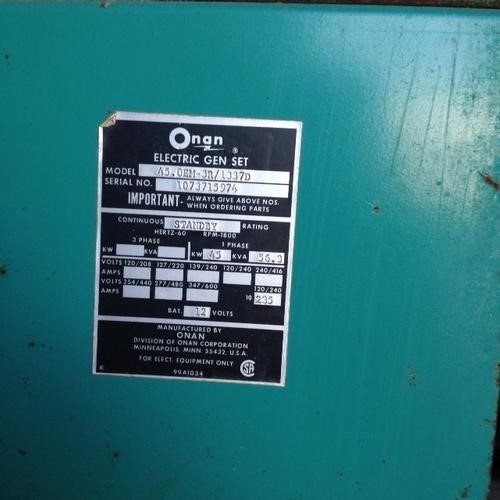 Onan ®
ELECTRIC GEN SET
MODEL 45.0EM-3R/1337D
SERIAL NO. 1073715974
IMPORTANT- ALWAYS GIVE ABOVE NOS.
WHEN ORDERING PARTS
CONTINUOUS STANDBY RATING
HERTZ-60 RPM-1800
3 PHASE 1 PHASE
KW KVA KW 45 KVA 56.3
VOLTS 120/208 127/220 139/240 120/240 240/416
AMPS
VOLTS 254/440 277/480 347/600 120/240
AMPS 1Ø 235
BAT. 12 VOLTS
MANUFACTURED BY
ONAN
DIVISION OF ONAN CORPORATION
MINNEAPOLIS, MINN. 55432, U.S.A.
FOR ELECT. EQUIPMENT ONLY
K 99A1034